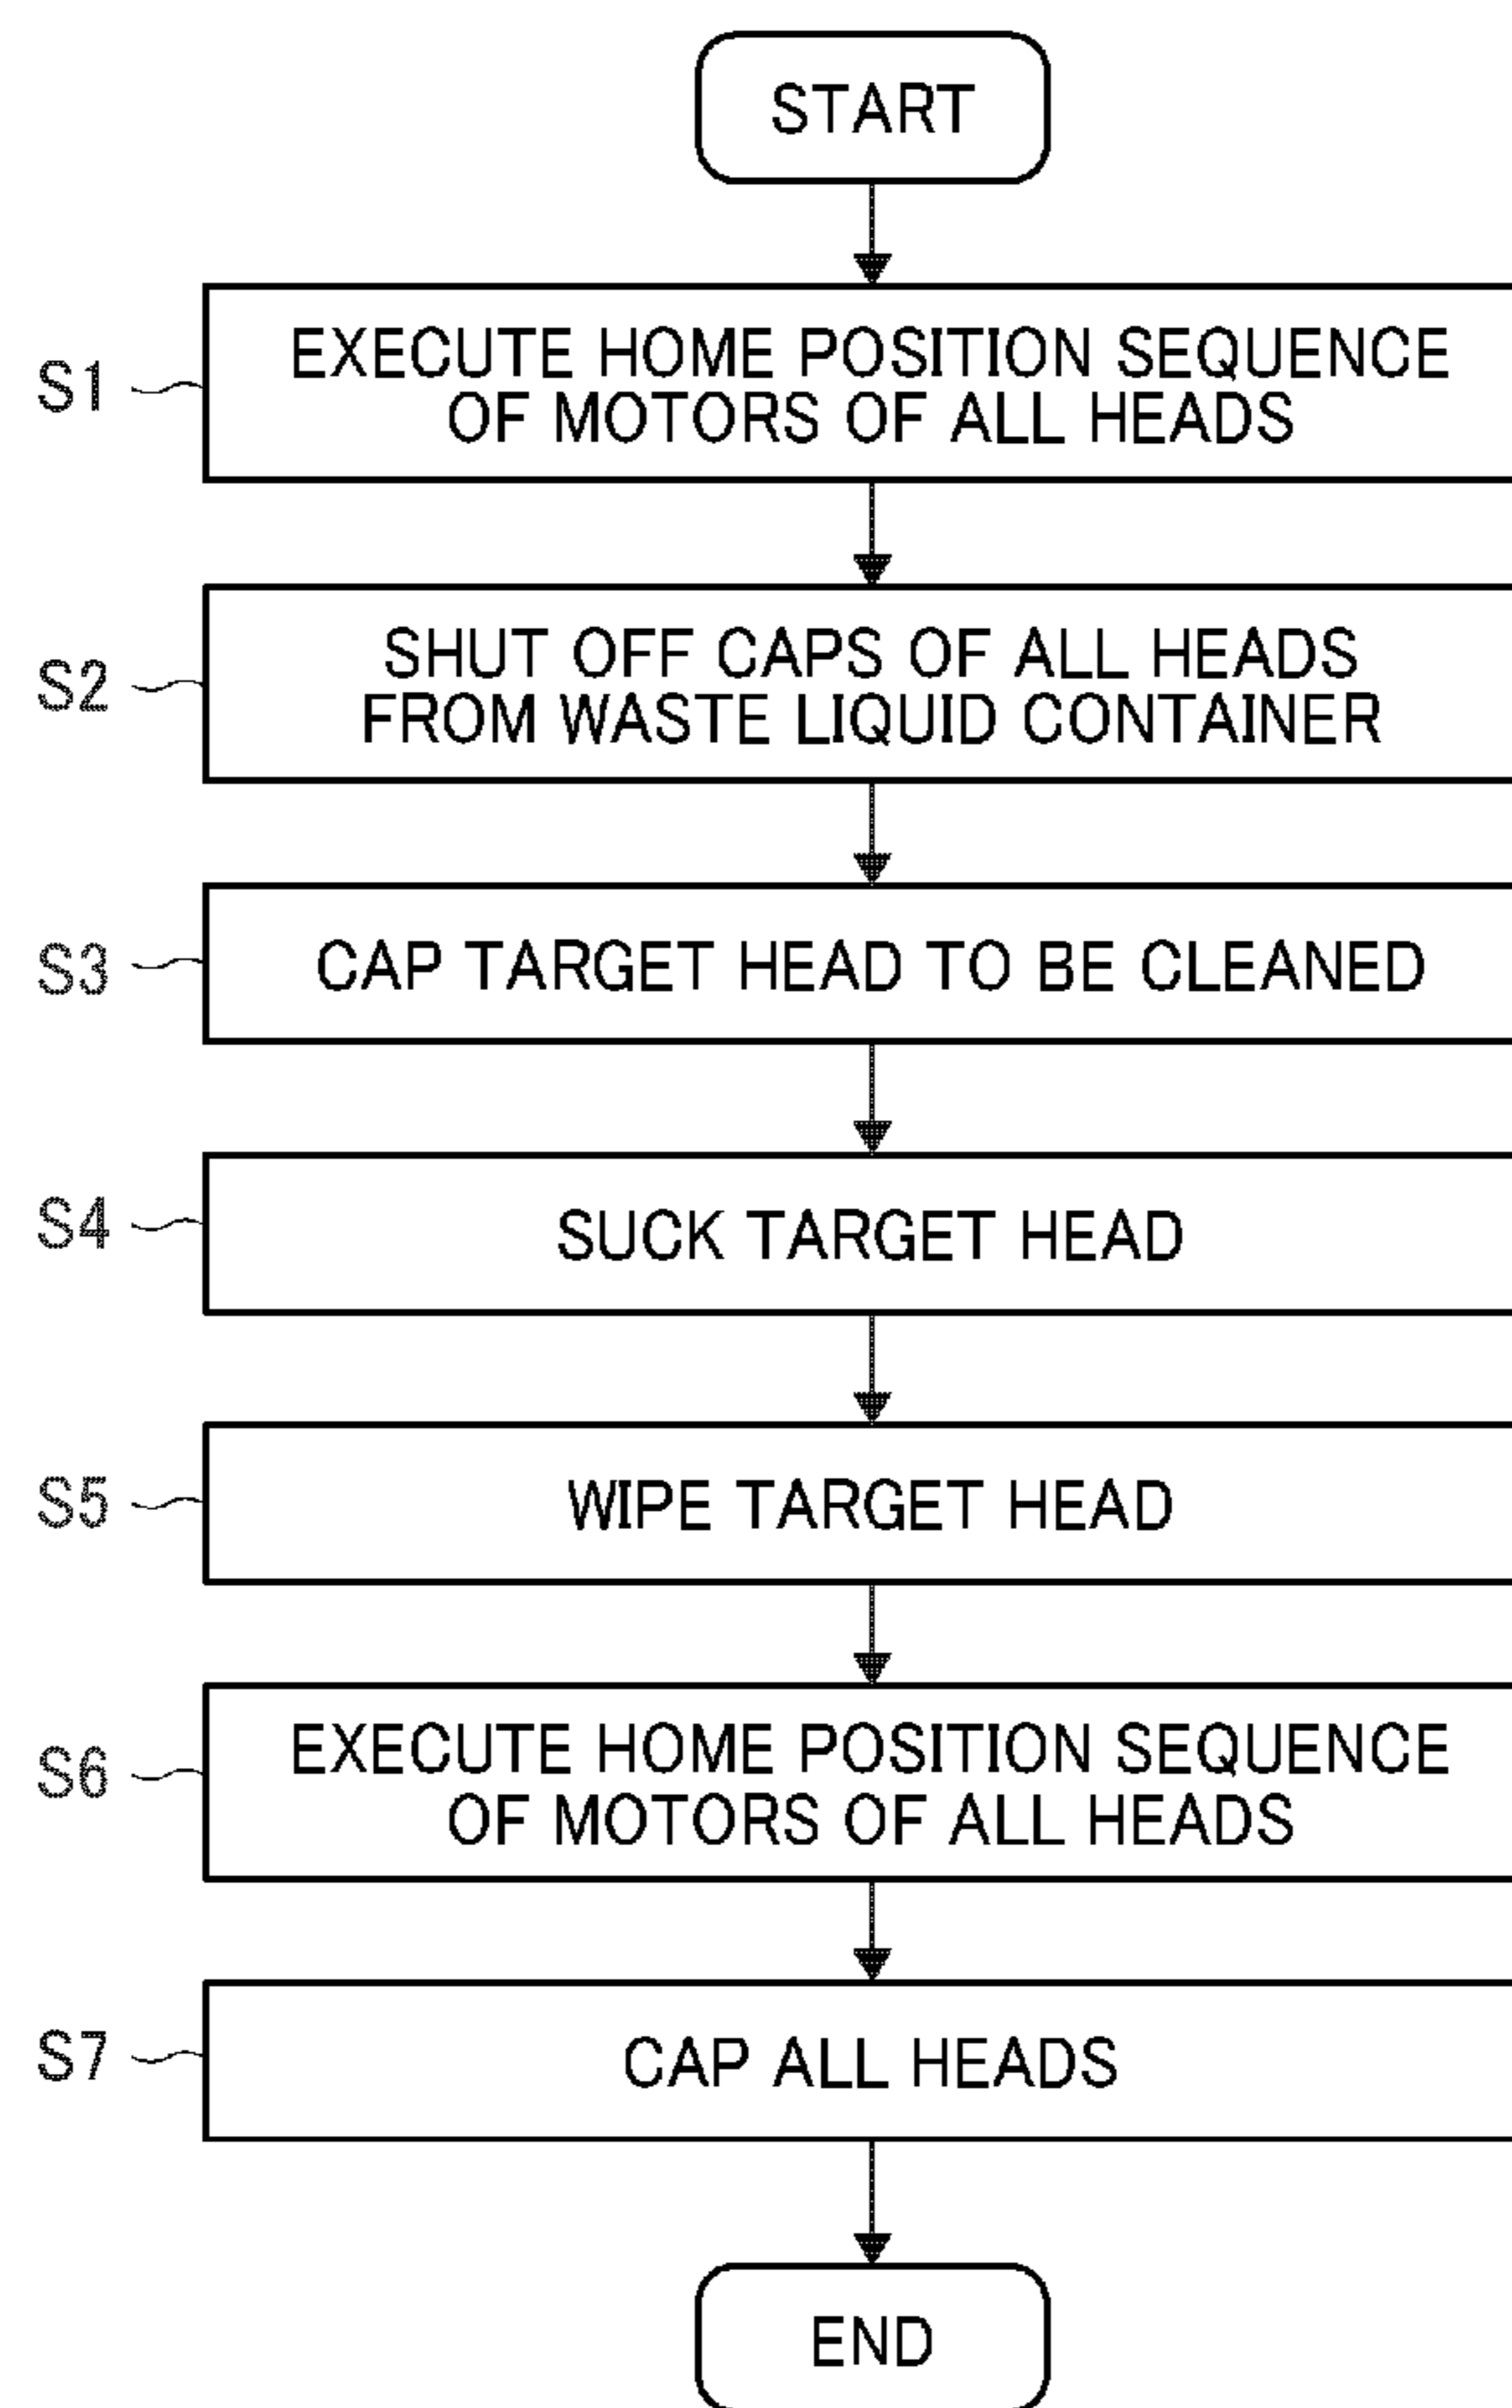 START
S1
EXECUTE HOME POSITION SEQUENCE
OF MOTORS OF ALL HEADS
S2
SHUT OFF CAPS OF ALL HEADS
FROM WASTE LIQUID CONTAINER
S3
CAP TARGET HEAD TO BE CLEANED
S4
SUCK TARGET HEAD
S5
WIPE TARGET HEAD
S6
EXECUTE HOME POSITION SEQUENCE
OF MOTORS OF ALL HEADS
S7
CAP ALL HEADS
END